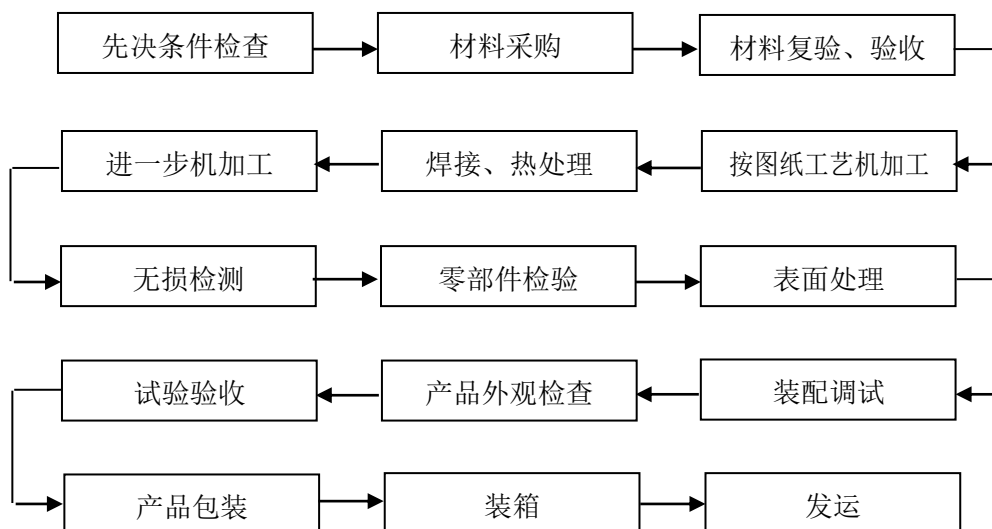 先决条件检查 材料采购 材料复验、验收
进一步机加工 焊接、热处理 按图纸工艺机加工
无损检测 零部件检验 表面处理
试验验收 产品外观检查 装配调试
产品包装 装箱 发运